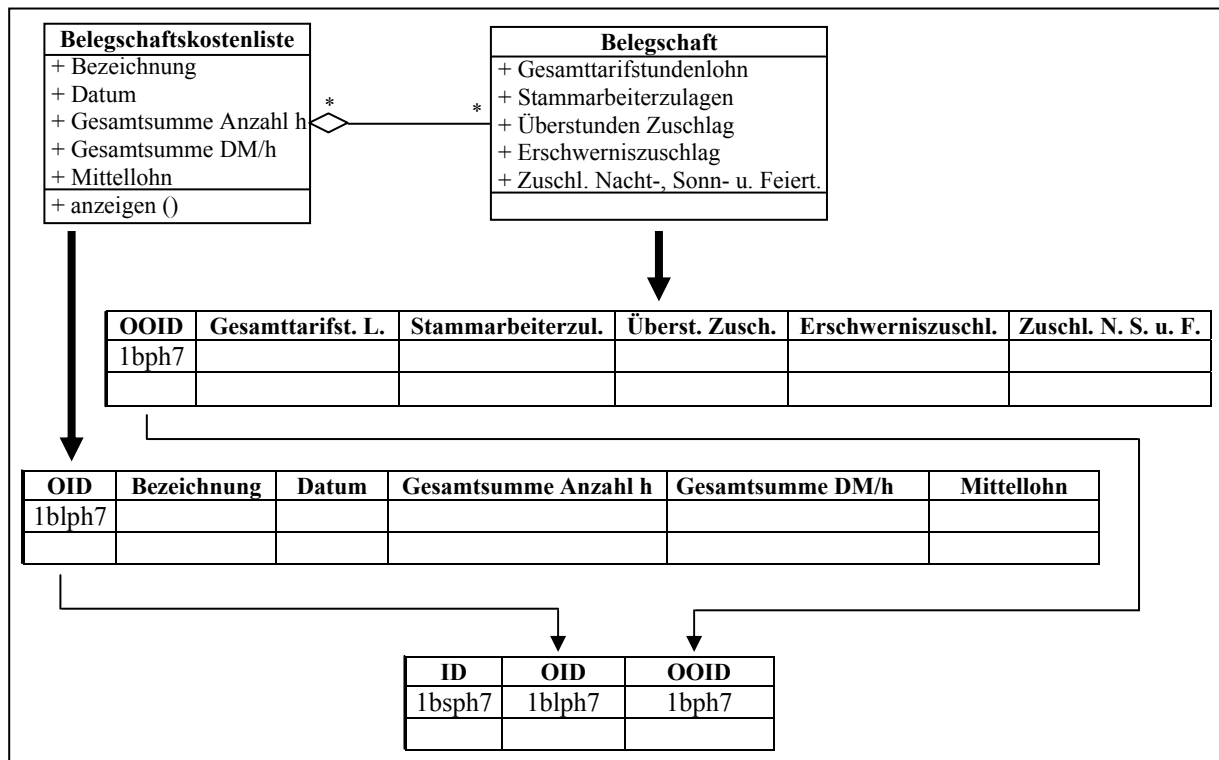 Belegschaftskostenliste
+ Bezeichnung
+ Datum
+ Gesamtsumme Anzahl h
+ Gesamtsumme DM/h
+ Mittellohn
+ anzeigen ()
* *
Belegschaft
+ Gesamttarifstundenlohn
+ Stammarbeiterzulagen
+ Überstunden Zuschlag
+ Erschwerniszuschlag
+ Zuschl. Nacht-, Sonn- u. Feiert.
OOID Gesamttarifst. L. Stammarbeiterzul. Überst. Zusch. Erschwerniszuschl. Zuschl. N. S. u. F.
1bph7
OID Bezeichnung Datum Gesamtsumme Anzahl h Gesamtsumme DM/h Mittellohn
1blph7
ID OID OOID
1bsph7 1blph7 1bph7